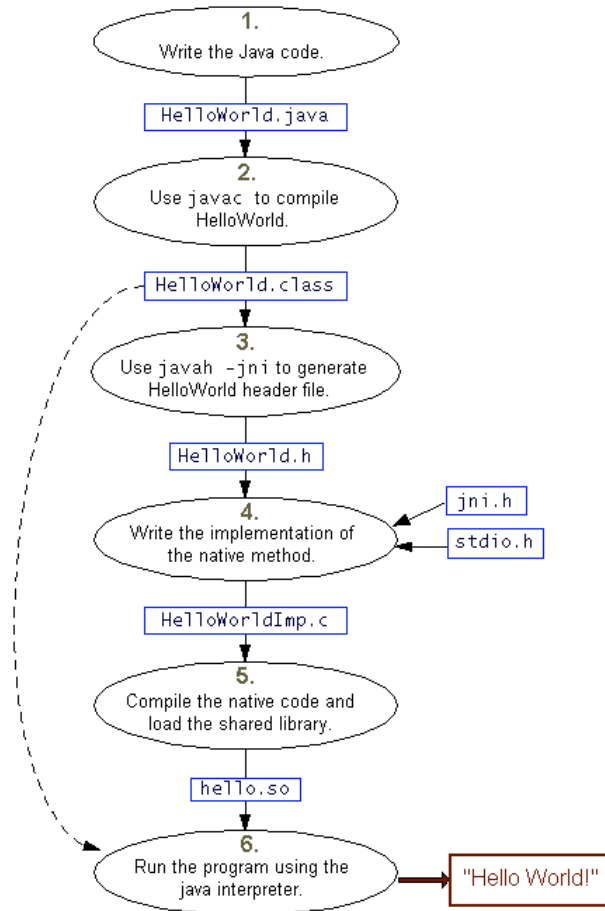 1.
Write the Java code.
HelloWorld.java
2.
Use javac to compile
HelloWorld.
HelloWorld.class
3.
Use javah -jni to generate
HelloWorld header file.
HelloWorld.h
4.
Write the implementation of
the native method.
jni.h
stdio.h
HelloWorldImp.c
5.
Compile the native code and
load the shared library.
hello.so
6.
Run the program using the
java interpreter.
"Hello World!"